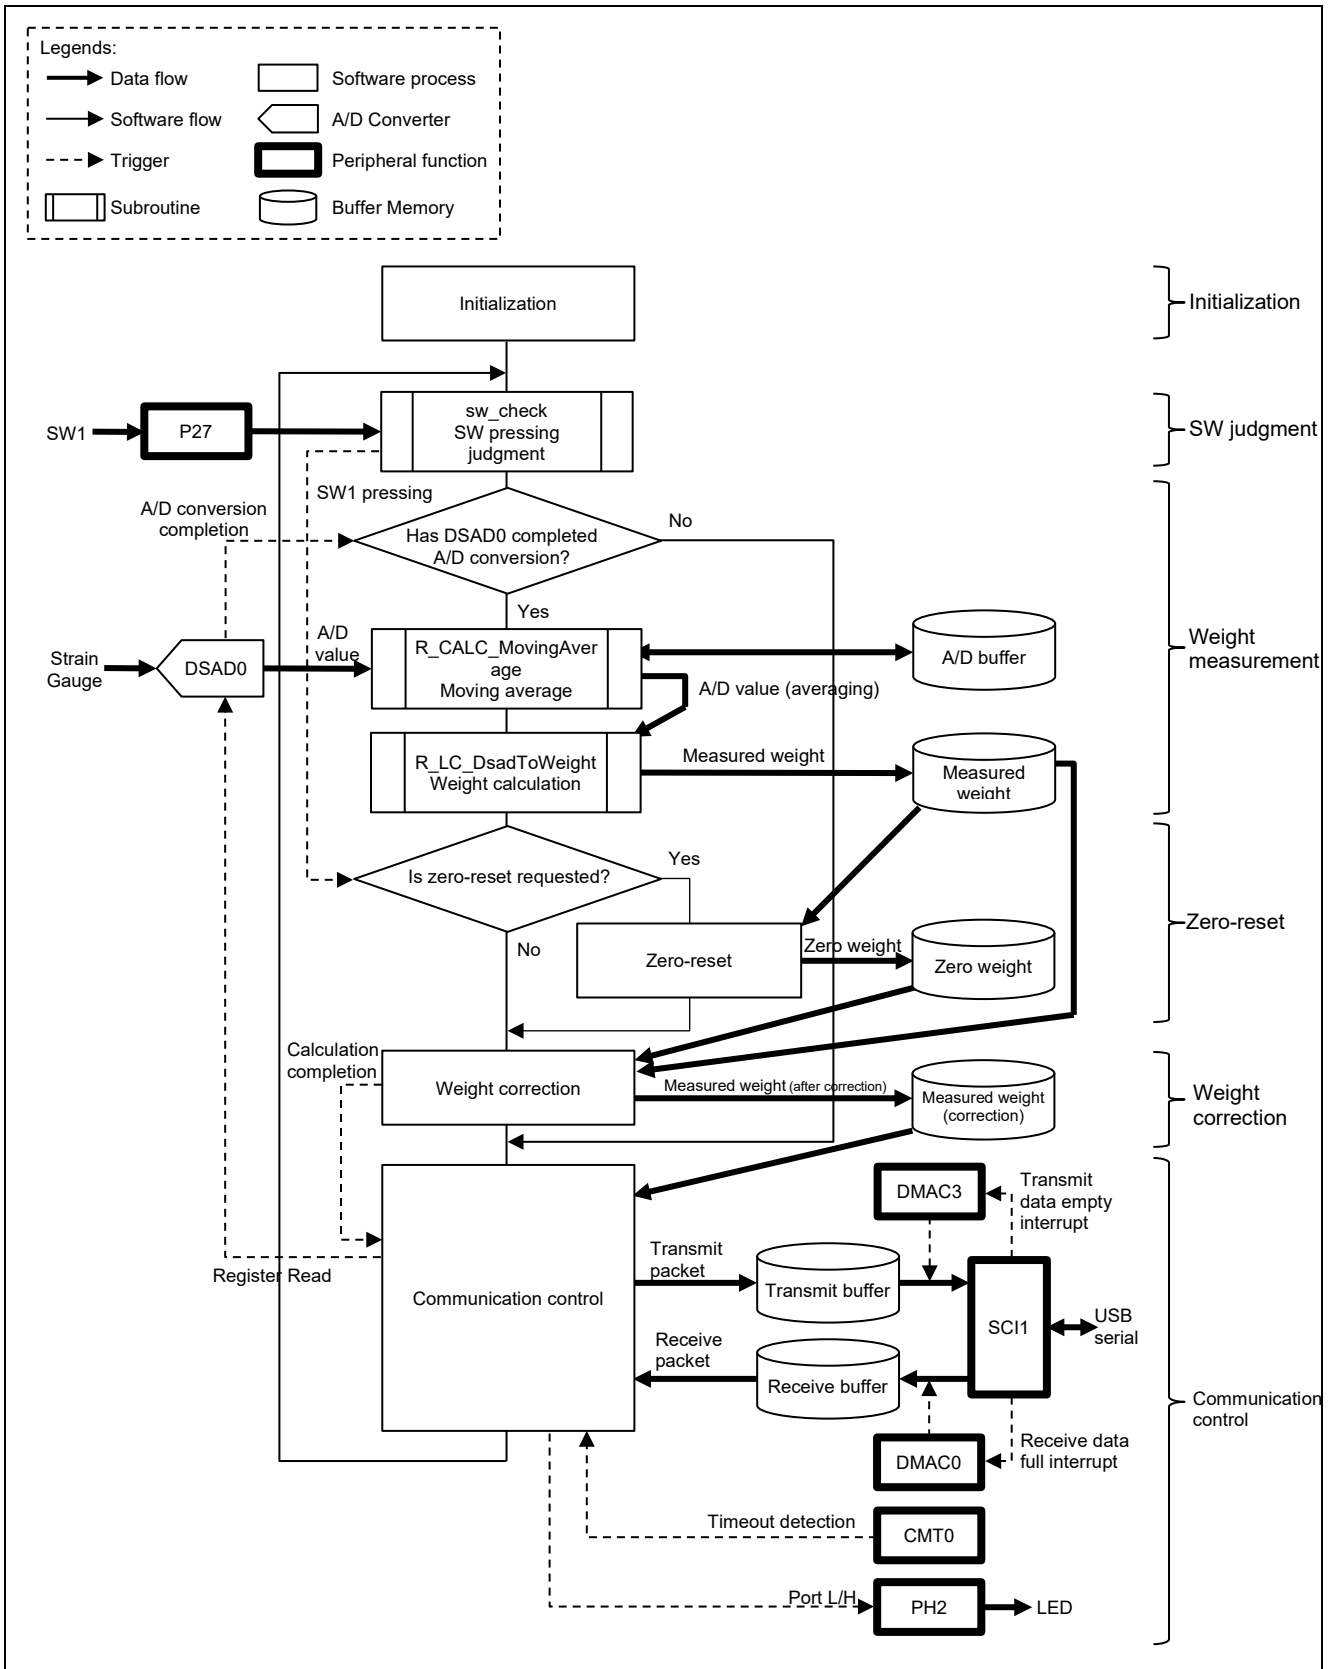 Legends:
Data flow
Software process
Software flow
A/D Converter
Trigger
Peripheral function
Subroutine
Buffer Memory
Initialization
Initialization
SW1
P27
sw_check
SW pressing
judgment
SW judgment
SW1 pressing
A/D conversion
completion
Has DSAD0 completed
A/D conversion?
No
Yes
Strain
Gauge
DSAD0
A/D
value
R_CALC_MovingAver
age
Moving average
A/D buffer
A/D value (averaging)
Weight
measurement
R_LC_DsadToWeight
Weight calculation
Measured weight
Measured
weight
Is zero-reset requested?
Yes
No
Zero-reset
Zero weight
Zero weight
Zero-reset
Calculation
completion
Weight correction
Measured weight (after correction)
Measured weight
(correction)
Weight
correction
Register Read
Communication control
DMAC3
Transmit
data empty
interrupt
Transmit
packet
Transmit buffer
SCI1
USB
serial
Receive
packet
Receive buffer
DMAC0
Receive data
full interrupt
Communication
control
Timeout detection
CMT0
Port L/H
PH2
LED